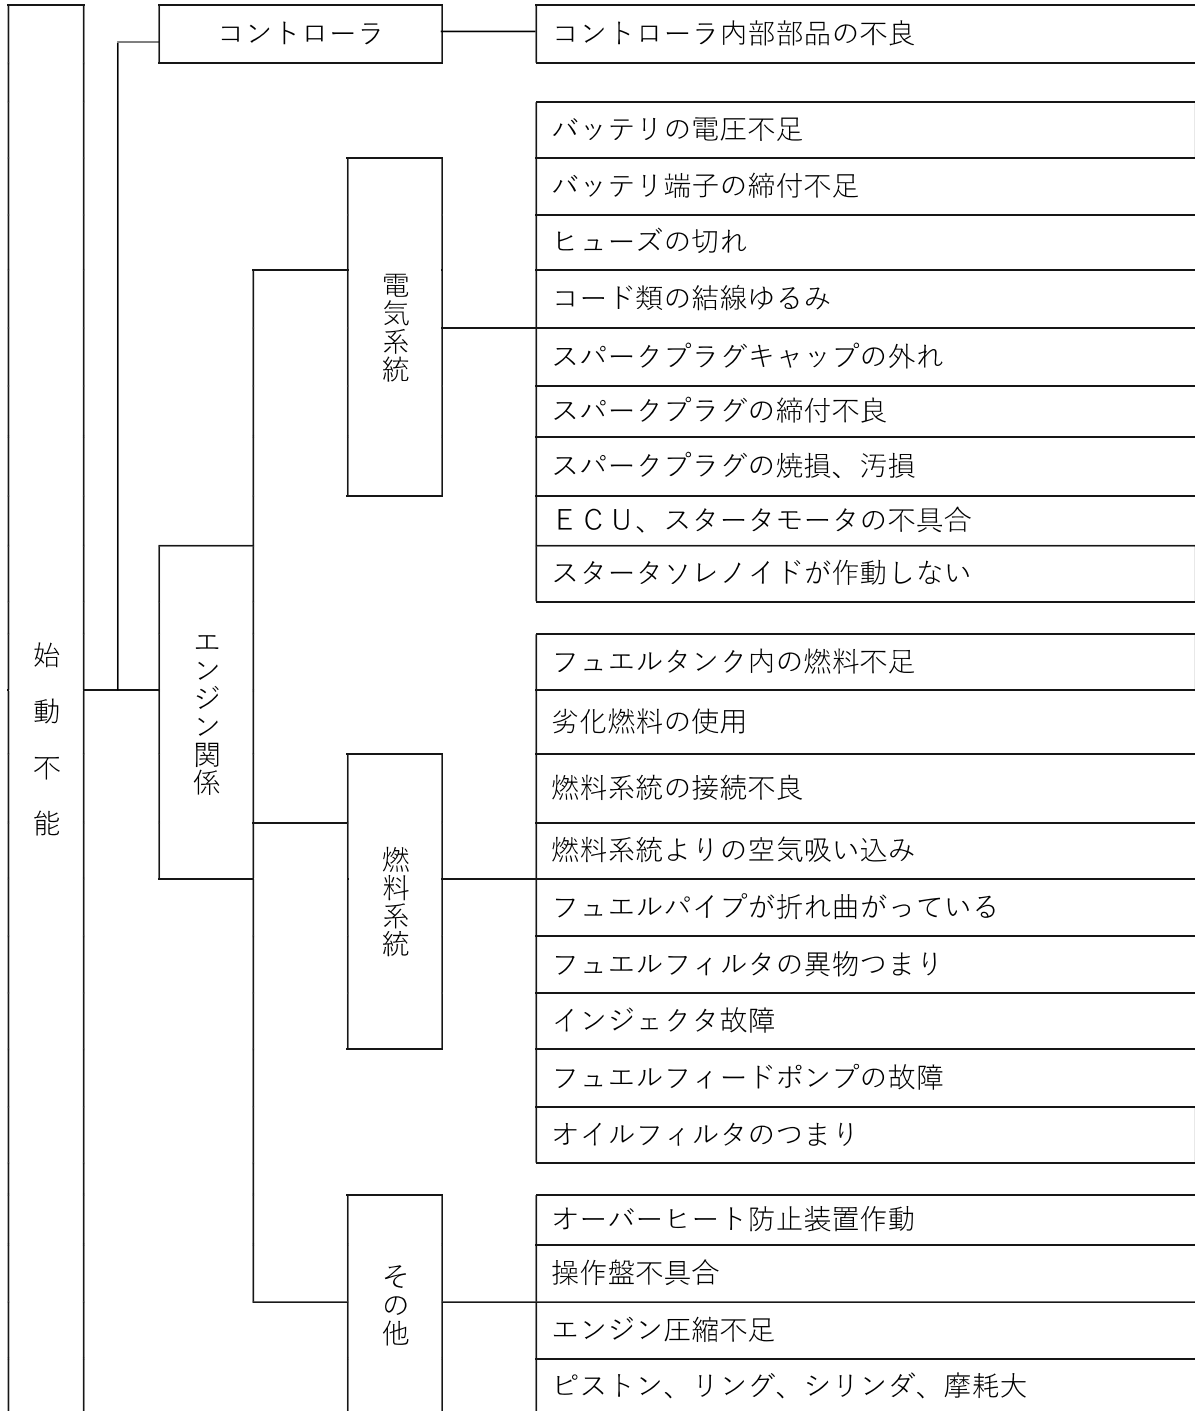 始動不能
コントローラ
コントローラ内部部品の不良
エンジン関係
電気系統
バッテリの電圧不足
バッテリ端子の締付不足
ヒューズの切れ
コード類の結線ゆるみ
スパークプラグキャップの外れ
スパークプラグの締付不良
スパークプラグの焼損、汚損
ＥＣＵ、スタータモータの不具合
スタータソレノイドが作動しない
燃料系統
フュエルタンク内の燃料不足
劣化燃料の使用
燃料系統の接続不良
燃料系統よりの空気吸い込み
フュエルパイプが折れ曲がっている
フュエルフィルタの異物つまり
インジェクタ故障
フュエルフィードポンプの故障
オイルフィルタのつまり
その他
オーバーヒート防止装置作動
操作盤不具合
エンジン圧縮不足
ピストン、リング、シリンダ、摩耗大